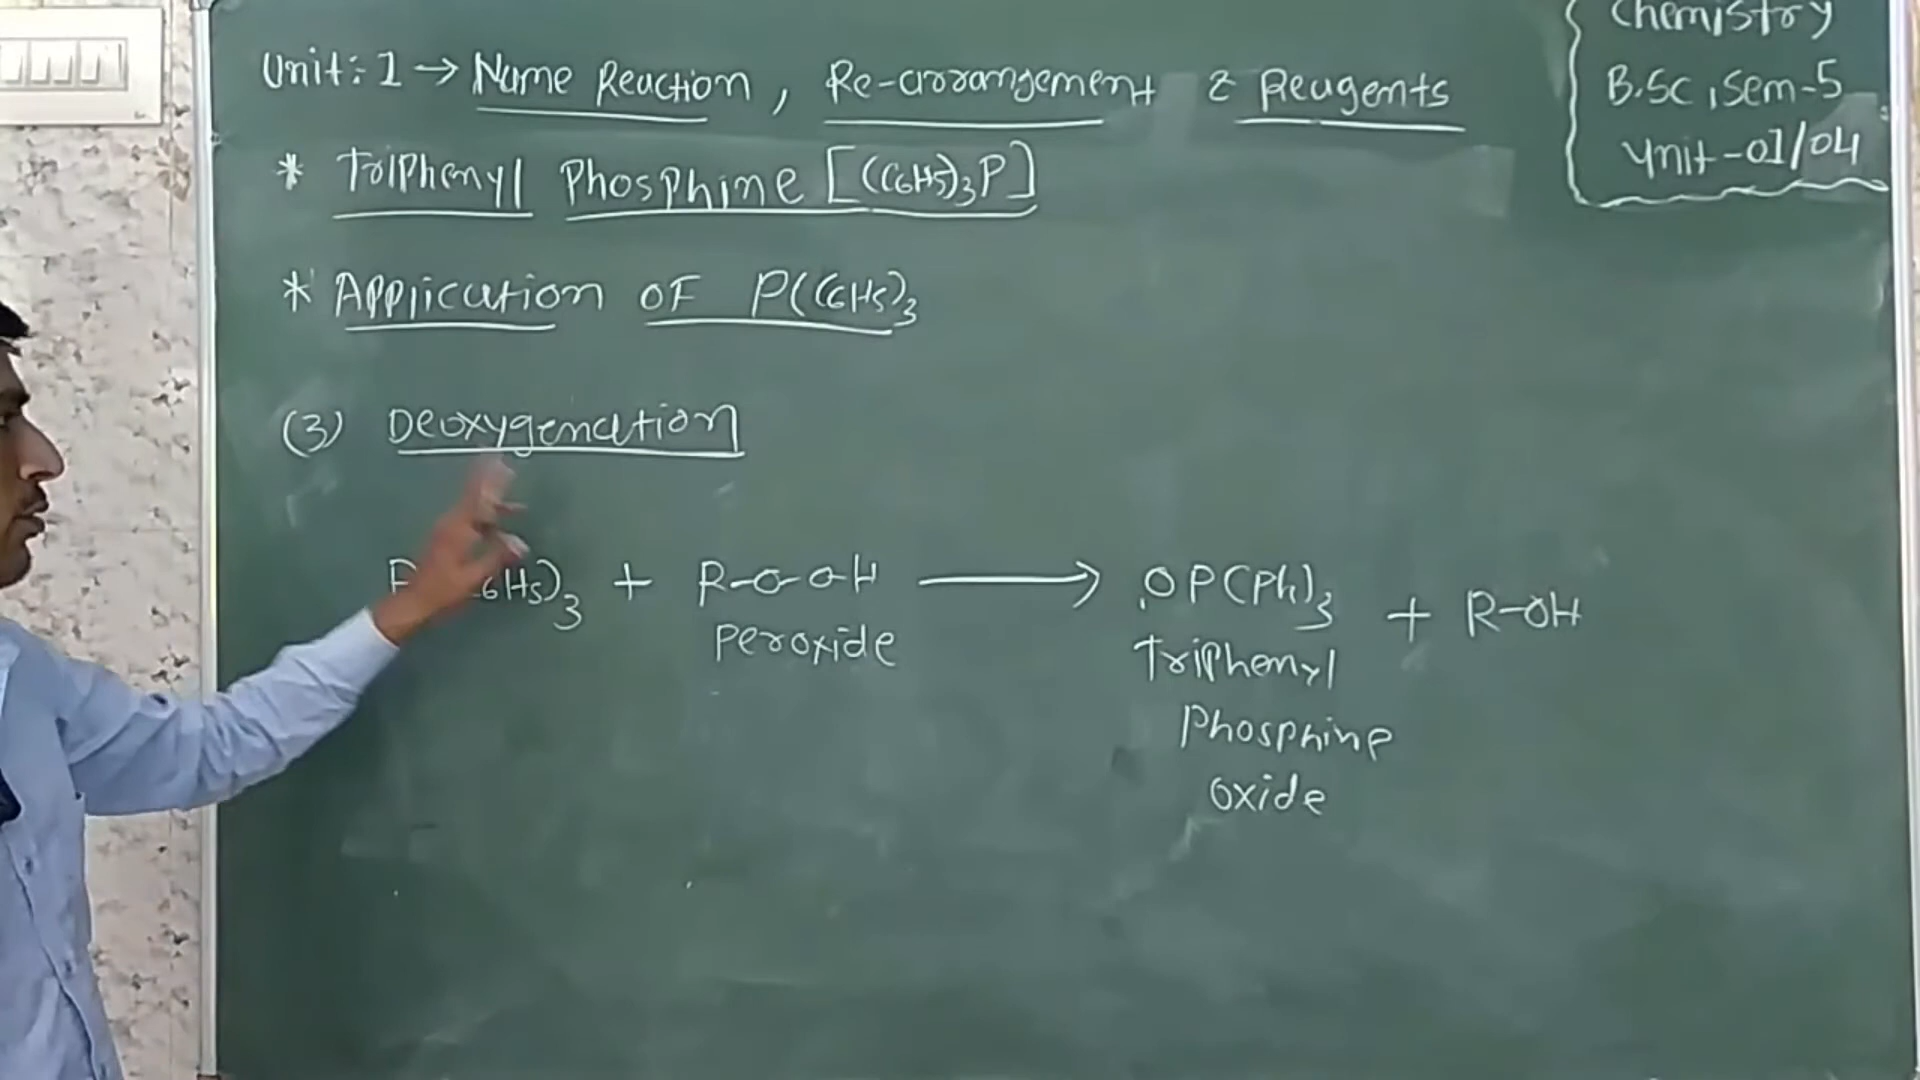 Unit:1 → Name Reaction, Re-arrangement & Reagents
Chemistry
B.Sc, Sem-5
Unit-01/04
* Triphenyl Phosphine [(C6H5)3P]
* Application OF P(C6H5)3
(3) Deoxygenation
6H5)3 + R-O-OH ⟶ OP(Ph)3 + R-OH
Peroxide
Triphenyl
Phosphine
oxide